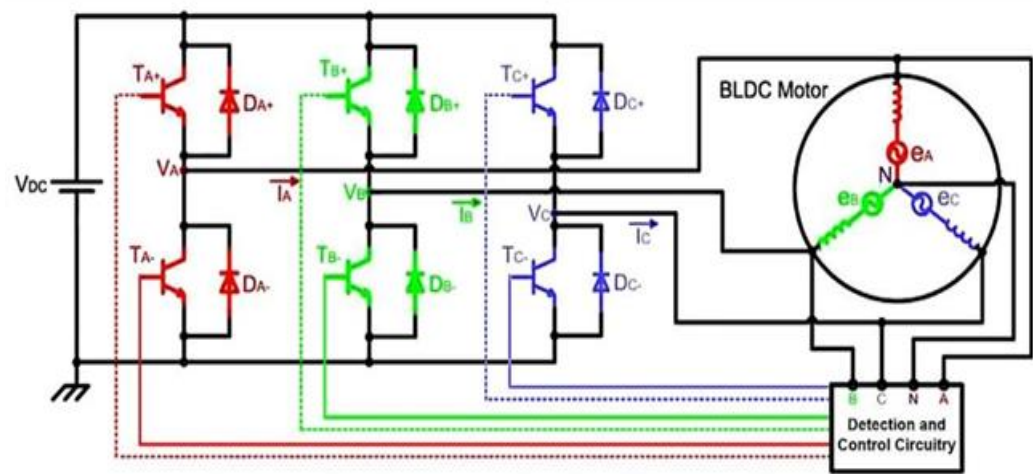 TA+
DA+
TB+
DB+
TC+
DC+
BLDC Motor
eA
N
eB
eC
VDC
VA
IA
VB
IB
VC
IC
TA-
DA-
TB-
DB-
TC-
DC-
B C N A
Detection and
Control Circuitry